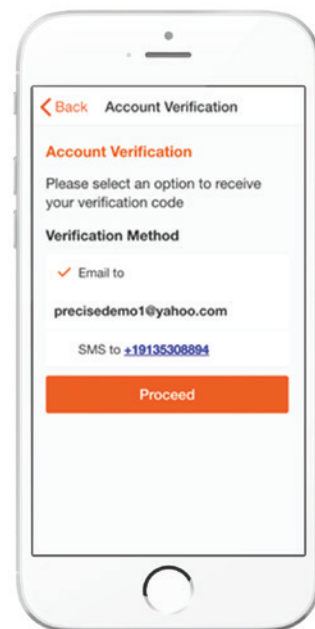 Back Account Verification
Account Verification
Please select an option to receive
your verification code
Verification Method
Email to
precisedemo1@yahoo.com
SMS to +19135308894
Proceed